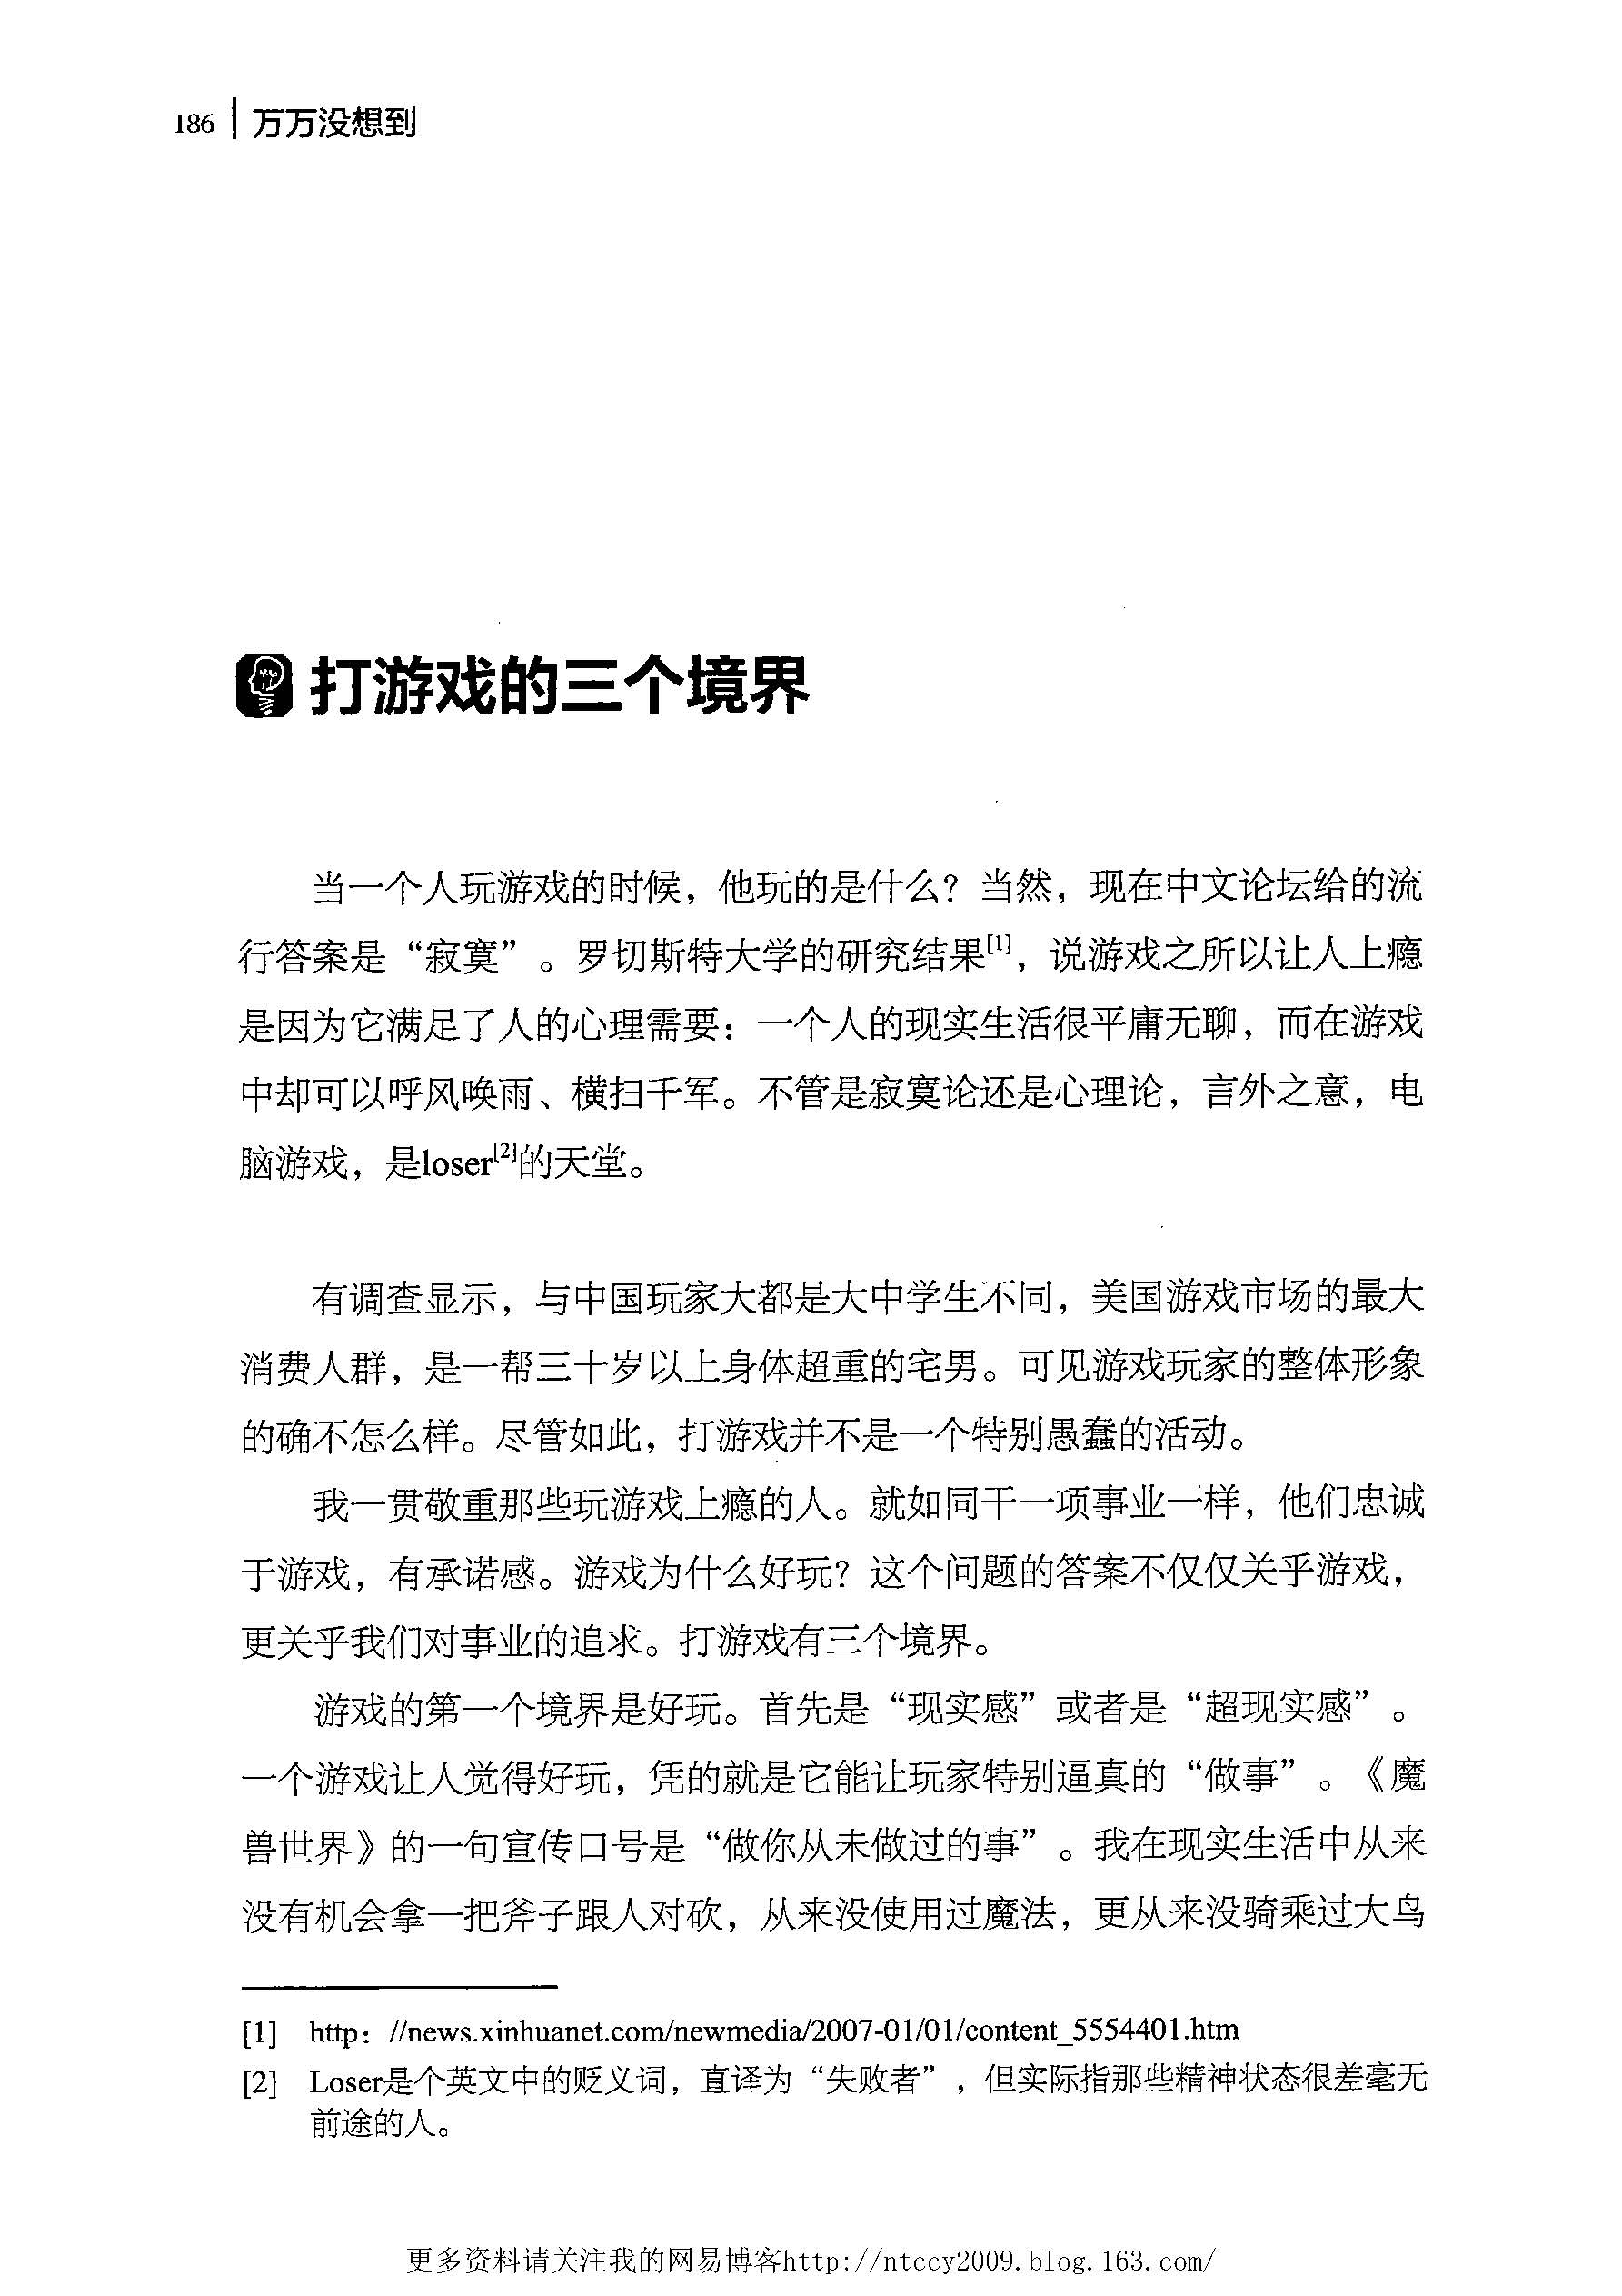 186 万万没想到
打游戏的三个境界
当一个人玩游戏的时候，他玩的是什么？当然，现在中文论坛给的流
行答案是“寂寞”。罗切斯特大学的研究结果[1]，说游戏之所以让人上瘾
是因为它满足了人的心理需要：一个人的现实生活很平庸无聊，而在游戏
中却可以呼风唤雨、横扫千军。不管是寂寞论还是心理论，言外之意，电
脑游戏，是loser[2]的天堂。
有调查显示，与中国玩家大都是大中学生不同，美国游戏市场的最大
消费人群，是一帮三十岁以上身体超重的宅男。可见游戏玩家的整体形象
的确不怎么样。尽管如此，打游戏并不是一个特别愚蠢的活动。
我一贯敬重那些玩游戏上瘾的人。就如同干一项事业一样，他们忠诚
于游戏，有承诺感。游戏为什么好玩？这个问题的答案不仅仅关乎游戏，
更关乎我们对事业的追求。打游戏有三个境界。
游戏的第一个境界是好玩。首先是“现实感”或者是“超现实感”。
一个游戏让人觉得好玩，凭的就是它能让玩家特别逼真的“做事”。《魔
兽世界》的一句宣传口号是“做你从未做过的事”。我在现实生活中从来
没有机会拿一把斧子跟人对砍，从来没使用过魔法，更从来没骑乘过大鸟
[1] http：//news.xinhuanet.com/newmedia/2007-01/01/content_5554401.htm
[2] Loser是个英文中的贬义词，直译为“失败者”，但实际指那些精神状态很差毫无
前途的人。
更多资料请关注我的网易博客http://ntccy2009.blog.163.com/